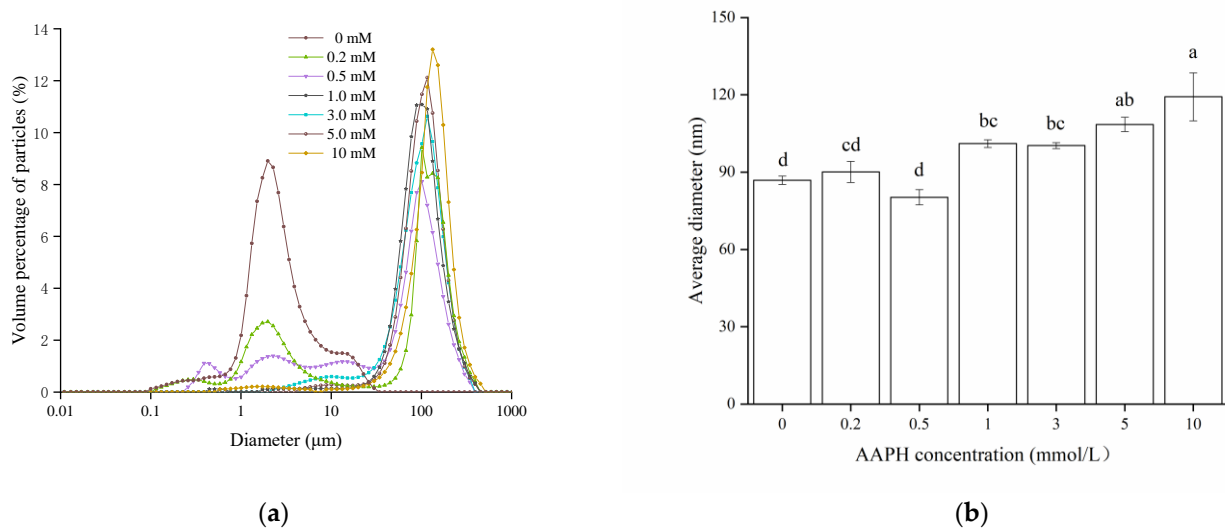 14
12
10
8
6
4
2
0
Volume percentage of particles (%)
0 mM
0.2 mM
0.5 mM
1.0 mM
3.0 mM
5.0 mM
10 mM
0.01 0.1 1 10 100 1000
Diameter (μm)
(a)
150
120
90
60
30
0
Average diameter (nm)
d cd d bc bc ab a
0 0.2 0.5 1 3 5 10
AAPH concentration (mmol/L）
(b)